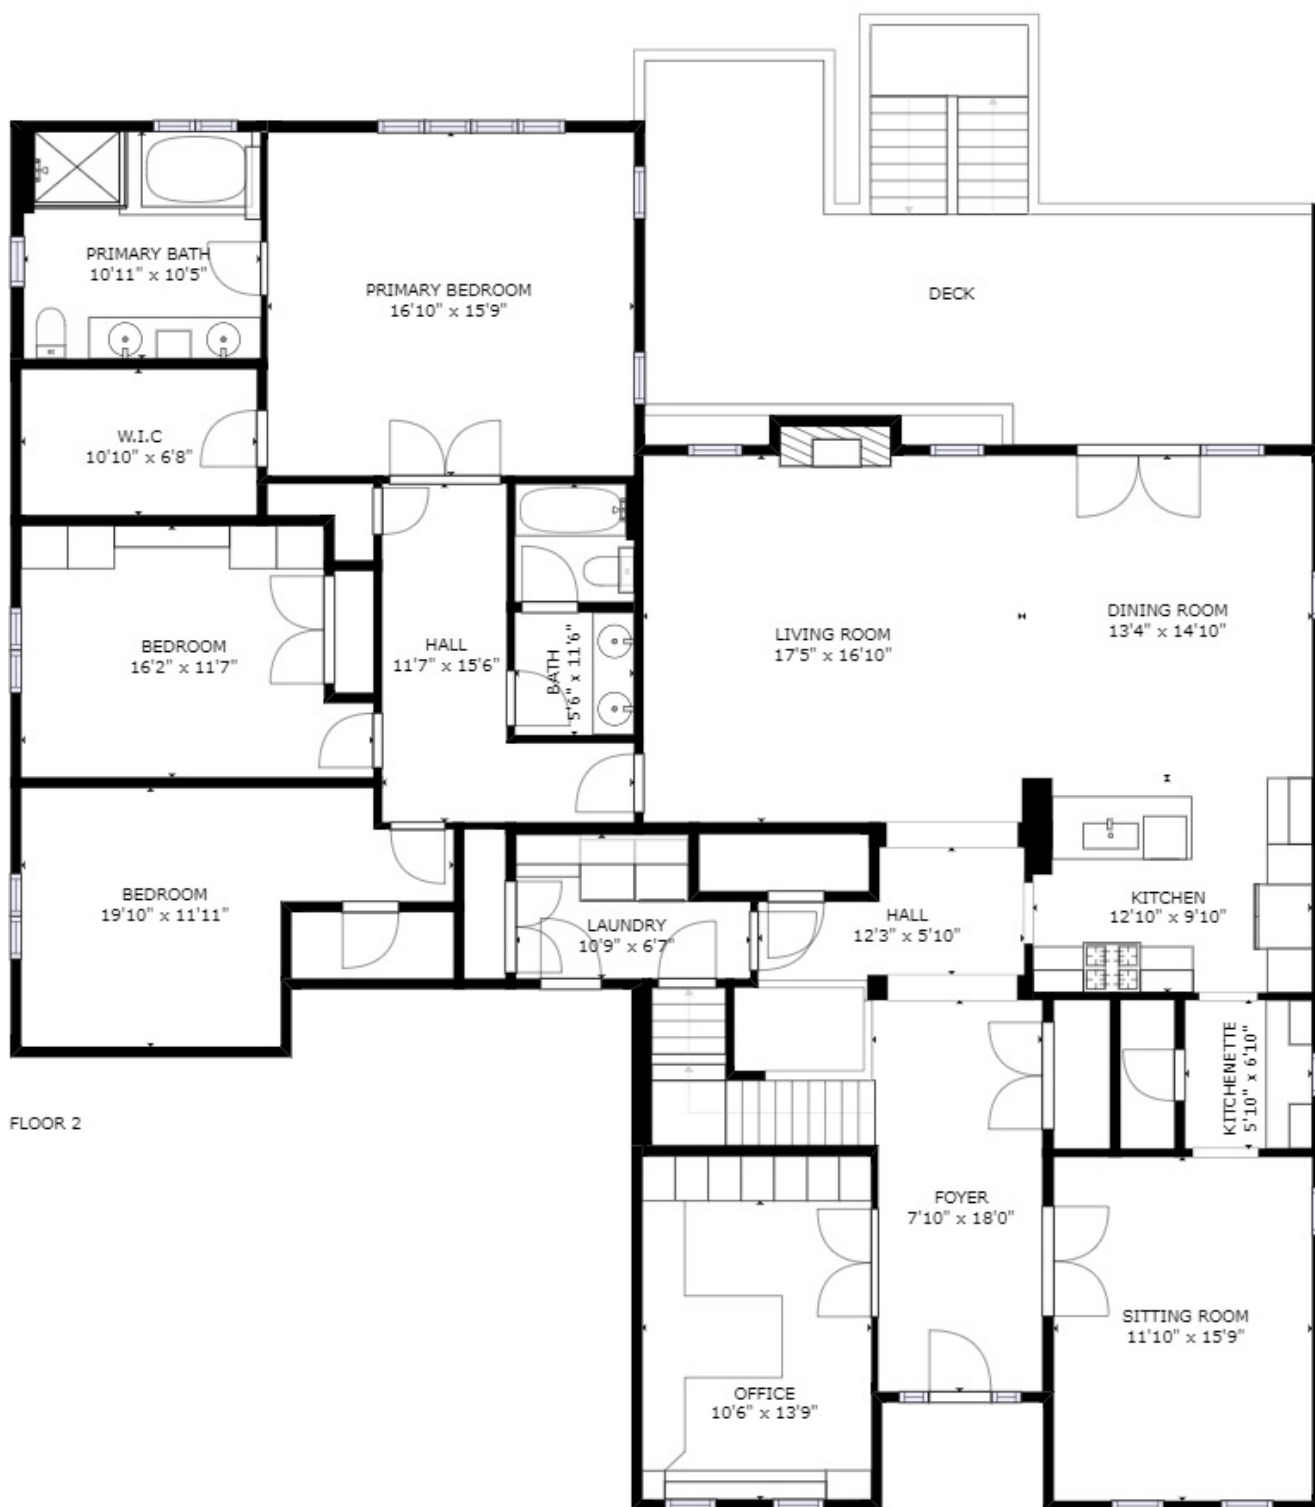 PRIMARY BATH
10'11" x 10'5"
PRIMARY BEDROOM
16'10" x 15'9"
DECK
W.I.C
10'10" x 6'8"
BEDROOM
16'2" x 11'7"
HALL
11'7" x 15'6"
BATH
5'6" x 11'6"
LIVING ROOM
17'5" x 16'10"
DINING ROOM
13'4" x 14'10"
BEDROOM
19'10" x 11'11"
LAUNDRY
10'9" x 6'7"
HALL
12'3" x 5'10"
KITCHEN
12'10" x 9'10"
KITCHENETTE
5'10" x 6'10"
FLOOR 2
FOYER
7'10" x 18'0"
SITTING ROOM
11'10" x 15'9"
OFFICE
10'6" x 13'9"